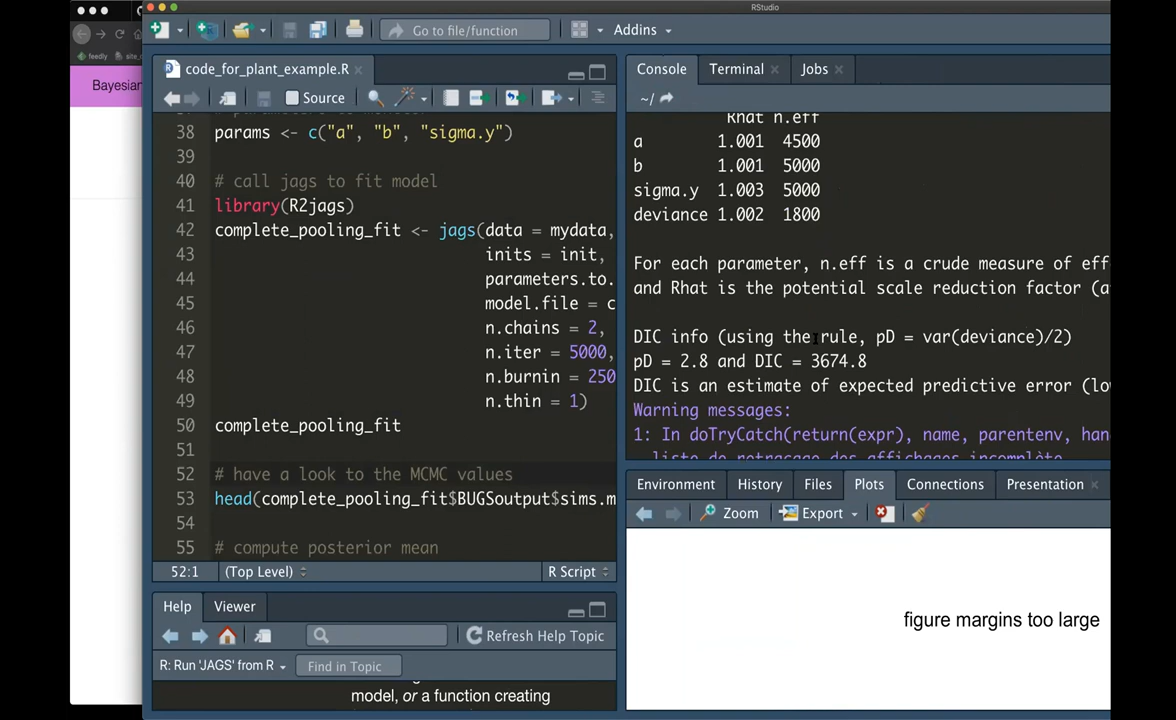 RStudio
Go to file/function
Addins
feedly
Bayesian
code_for_plant_example.R
Source
38 params <- c("a", "b", "sigma.y")
39
40 # call jags to fit model
41 library(R2jags)
42 complete_pooling_fit <- jags(data = mydata,
43 inits = init,
44 parameters.to.
45 model.file = c
46 n.chains = 2,
47 n.iter = 5000,
48 n.burnin = 250
49 n.thin = 1)
50 complete_pooling_fit
51
52 # have a look to the MCMC values
53 head(complete_pooling_fit$BUGSoutput$sims.m
54
55 # compute posterior mean
52:1 (Top Level) R Script
Help Viewer
Refresh Help Topic
R: Run 'JAGS' from R Find in Topic
model, or a function creating
Console Terminal Jobs
~/
Rhat n.eff
a 1.001 4500
b 1.001 5000
sigma.y 1.003 5000
deviance 1.002 1800
For each parameter, n.eff is a crude measure of eff
and Rhat is the potential scale reduction factor (a
DIC info (using the rule, pD = var(deviance)/2)
pD = 2.8 and DIC = 3674.8
DIC is an estimate of expected predictive error (lo
Warning messages:
1: In doTryCatch(return(expr), name, parentenv, han
liste de retraçage des affichages incomplète
Environment History Files Plots Connections Presentation
Zoom Export
figure margins too large